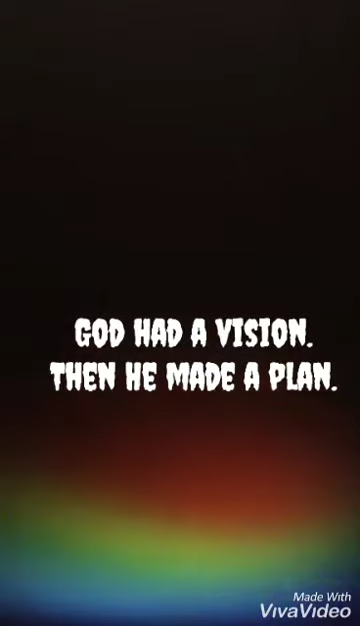 GOD HAD A VISION.
THEN HE MADE A PLAN.
Made With
VivaVideo